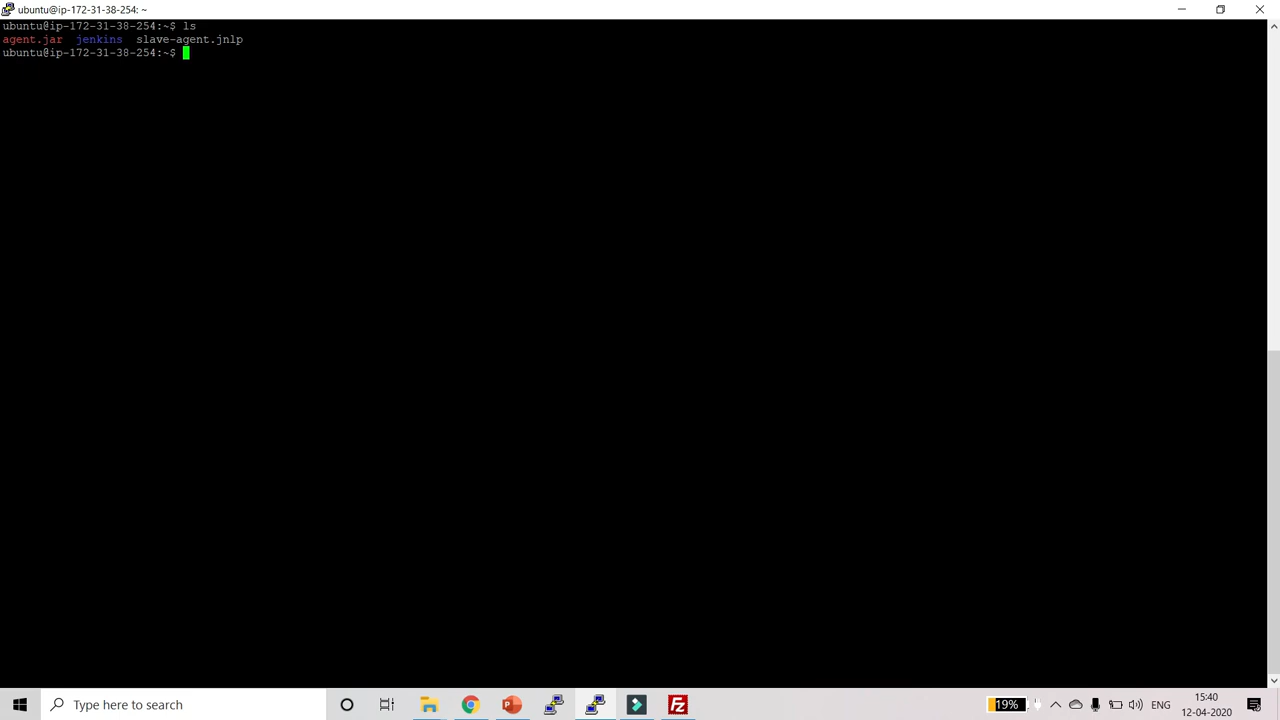 ubuntu@ip-172-31-38-254: ~
ubuntu@ip-172-31-38-254:~$ ls
agent.jar jenkins slave-agent.jnlp
ubuntu@ip-172-31-38-254:~$
Type here to search
19%
ENG
15:40
12-04-2020